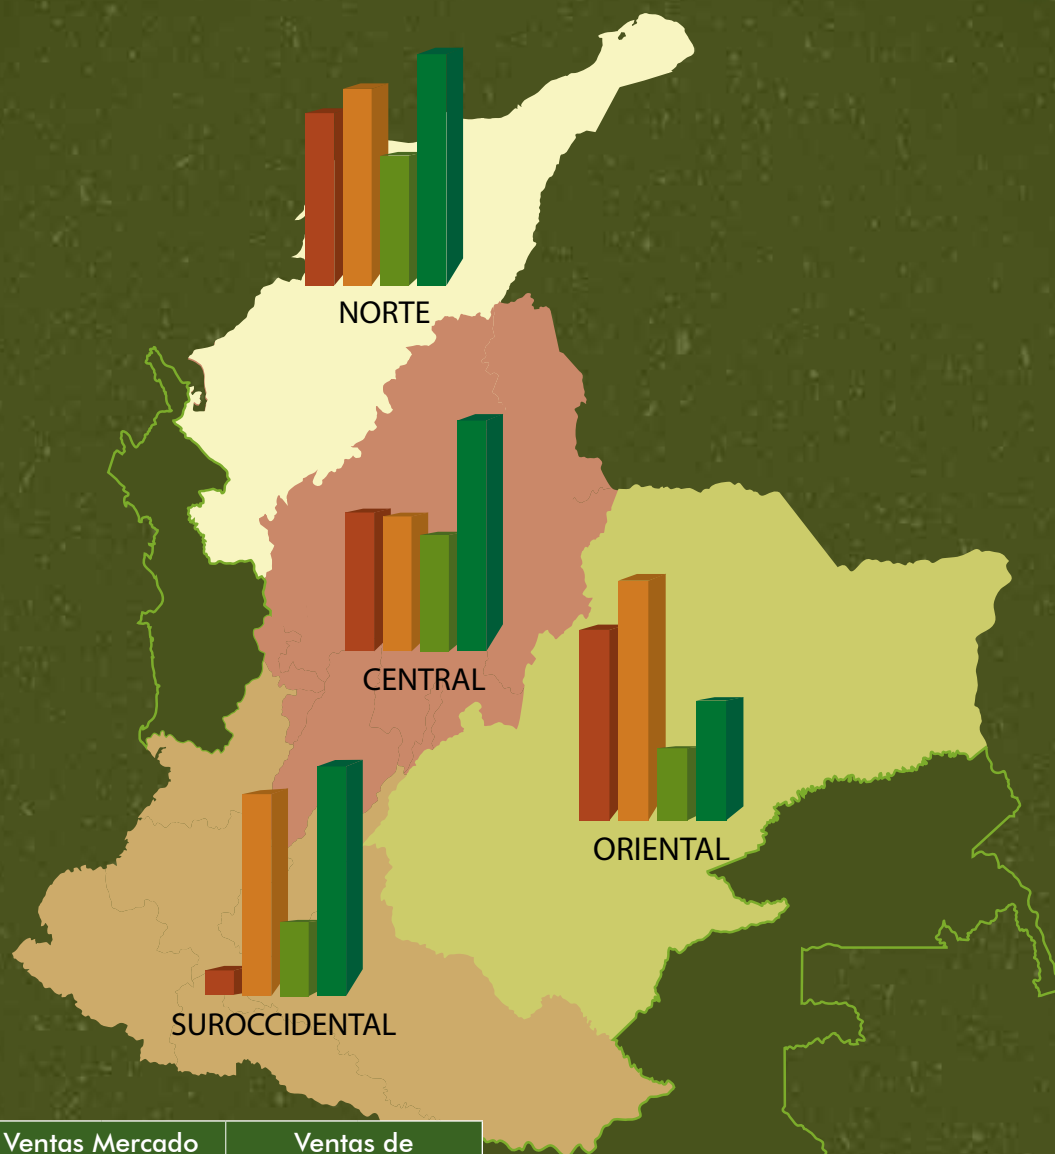 NORTE
CENTRAL
ORIENTAL
SUROCCIDENTAL
Ventas Mercado
Ventas de